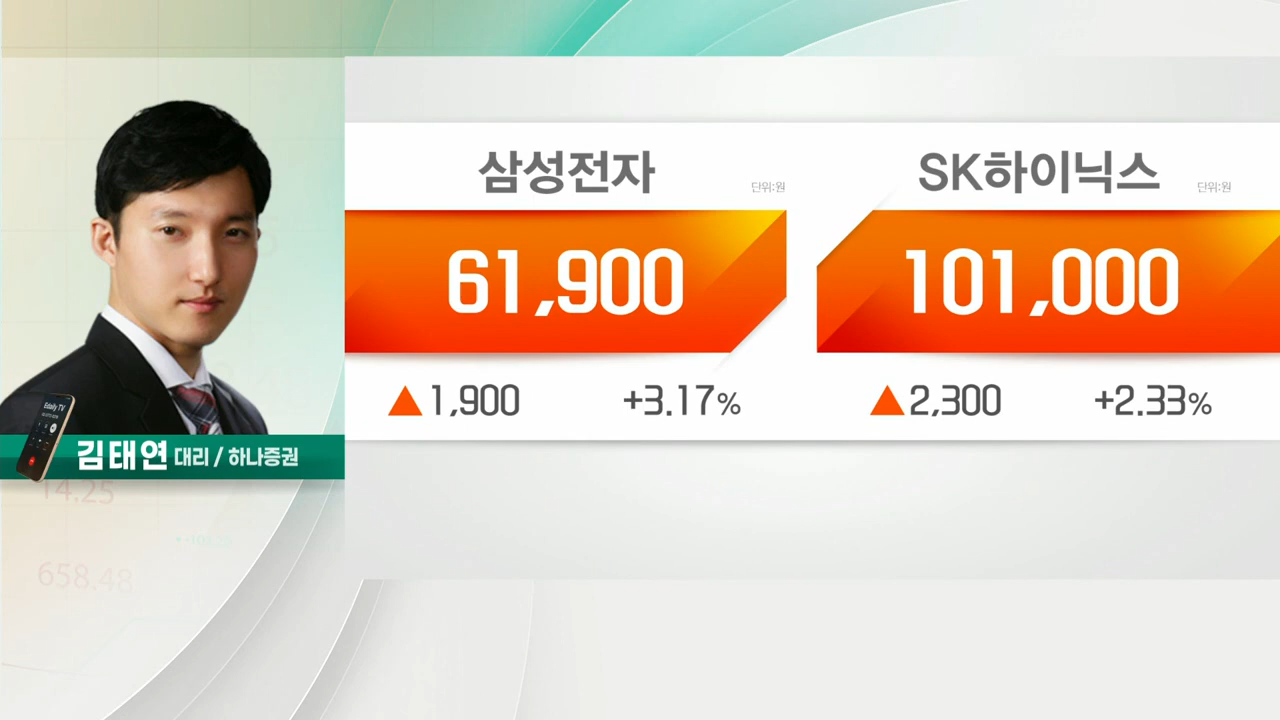 삼성전자
단위:원
SK하이닉스
단위:원
61,900
101,000
▲1,900 +3.17%
▲2,300 +2.33%
Edaily TV
김태연 대리 / 하나증권
14.25
658.48